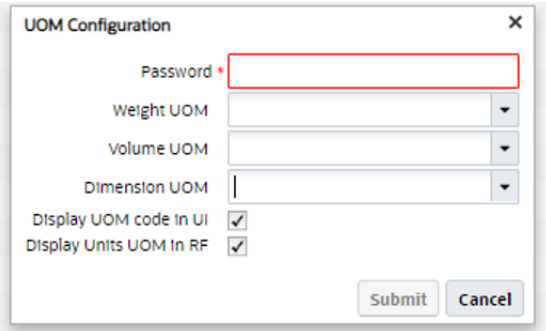 UOM Configuration ×
Password *
Weight UOM
Volume UOM
Dimension UOM
Display UOM code in UI
Display Units UOM in RF
Submit Cancel